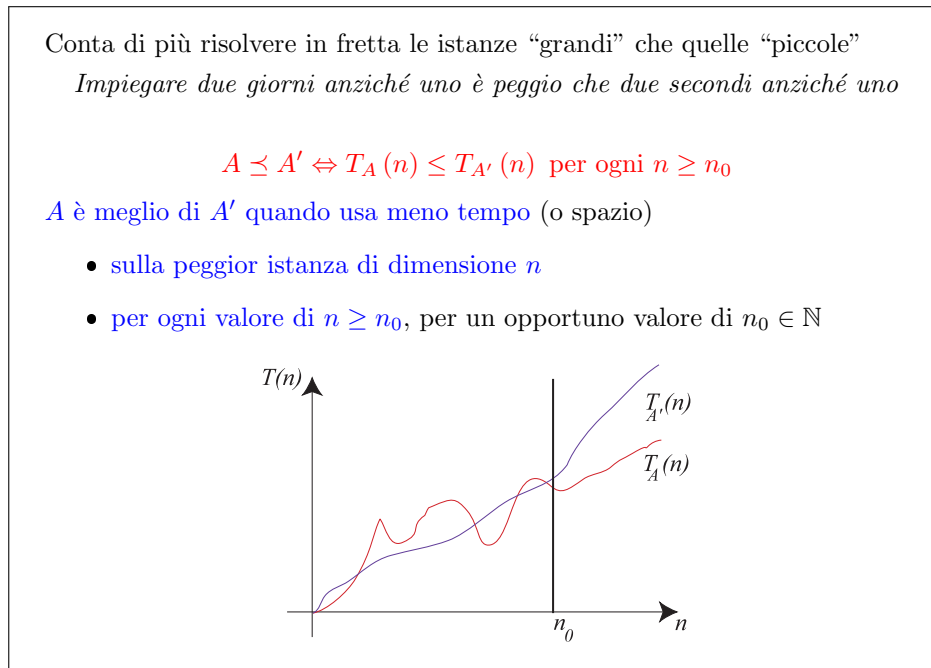 Conta di più risolvere in fretta le istanze “grandi” che quelle “piccole”
Impiegare due giorni anziché uno è peggio che due secondi anziché uno
A ⪯ A′ ⇔ T_A (n) ≤ T_{A′} (n) per ogni n ≥ n_0
A è meglio di A′ quando usa meno tempo (o spazio)
• sulla peggior istanza di dimensione n
• per ogni valore di n ≥ n_0, per un opportuno valore di n_0 ∈ ℕ
T(n)
T_{A'}(n)
T_A(n)
n_0
n